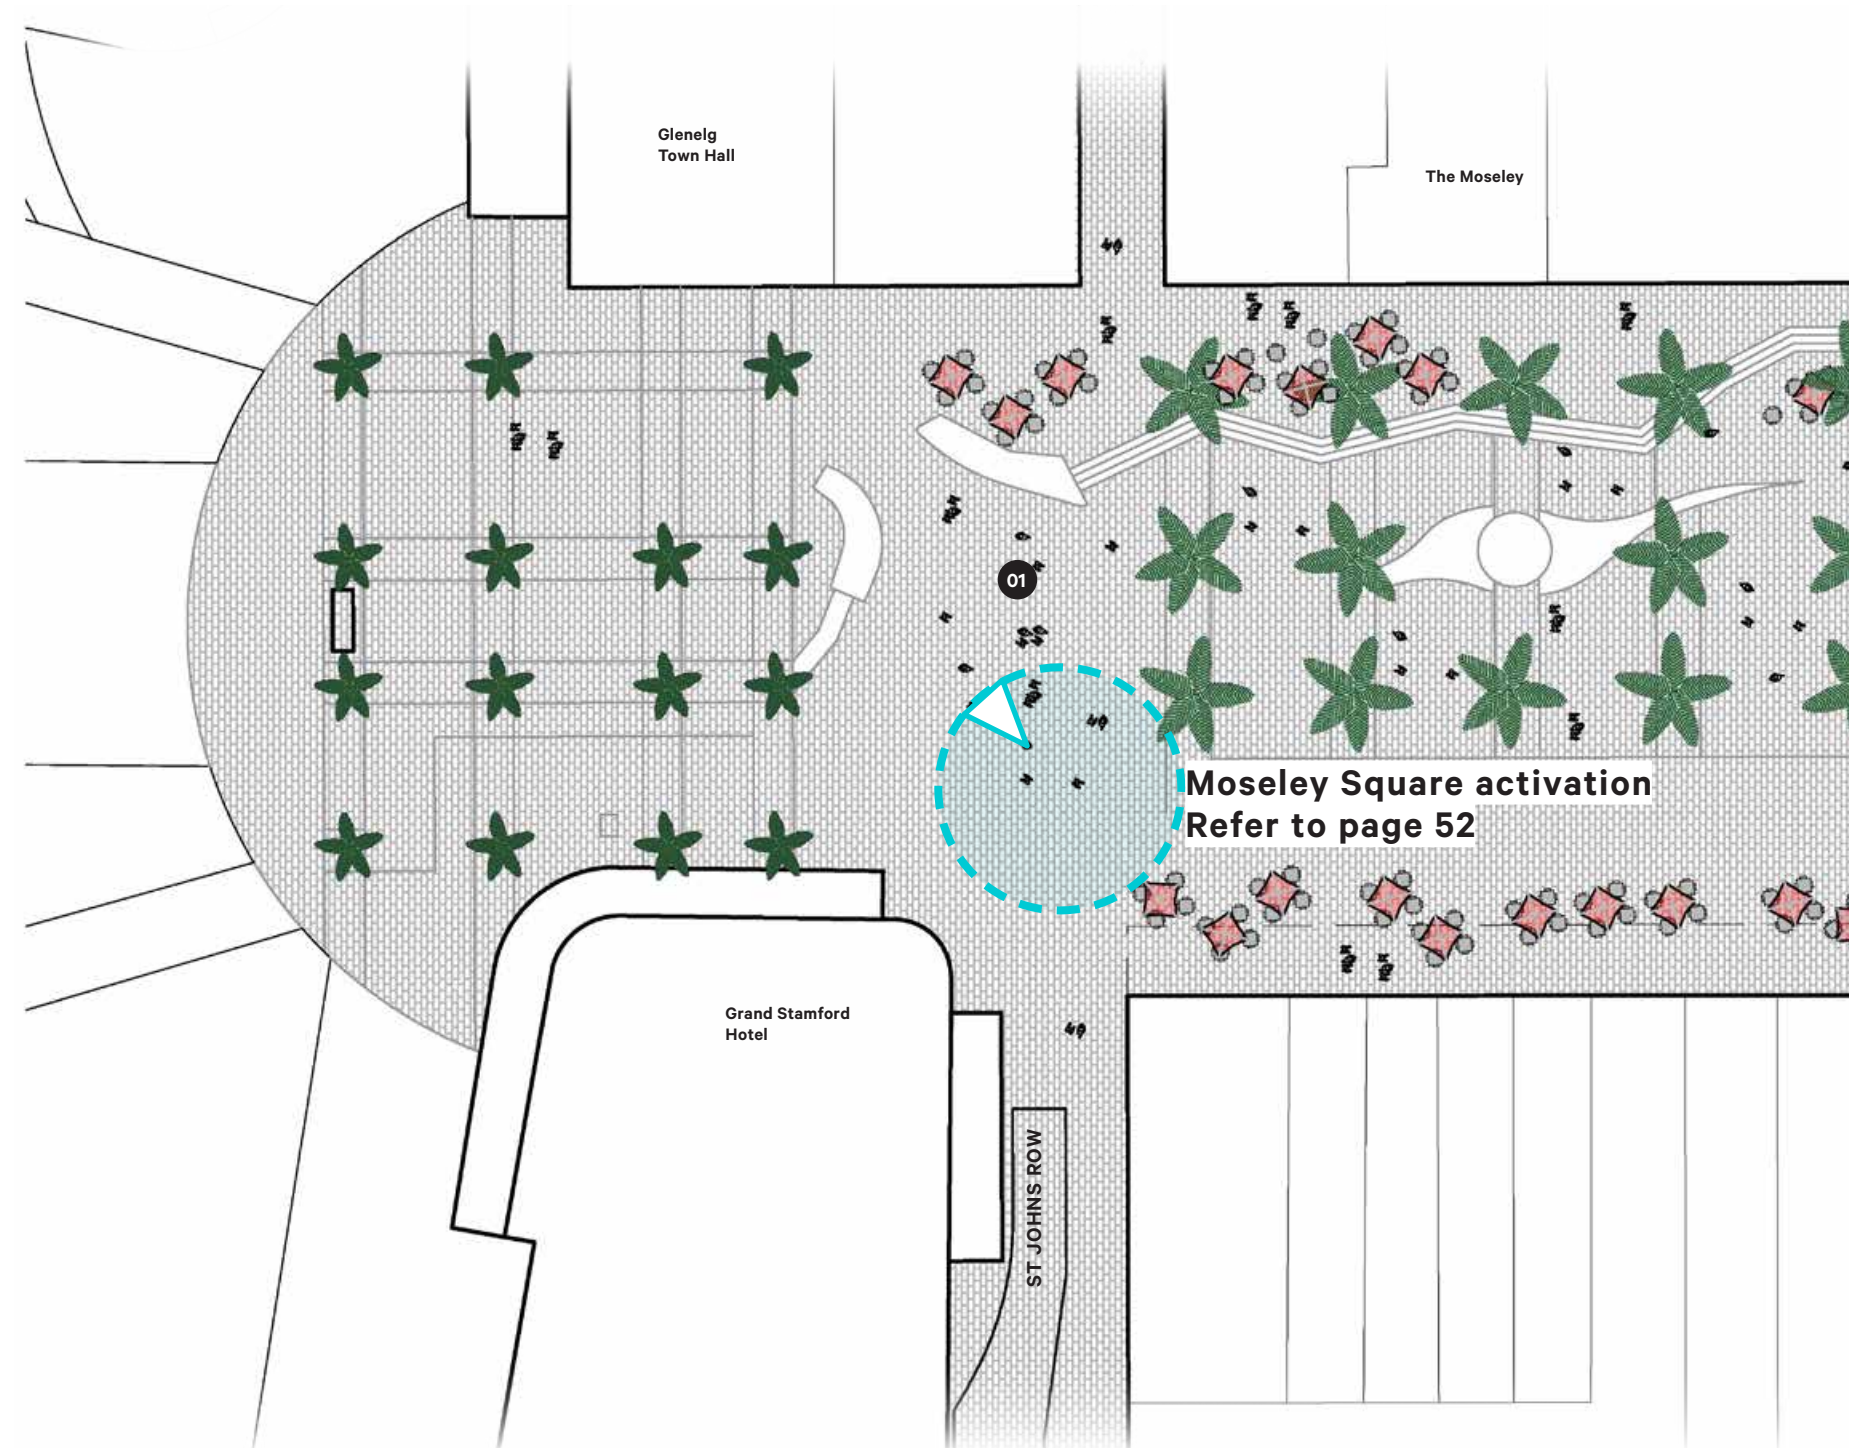 Glenelg
Town Hall
The Moseley
01
Moseley Square activation
Refer to page 52
Grand Stamford
Hotel
ST JOHNS ROW